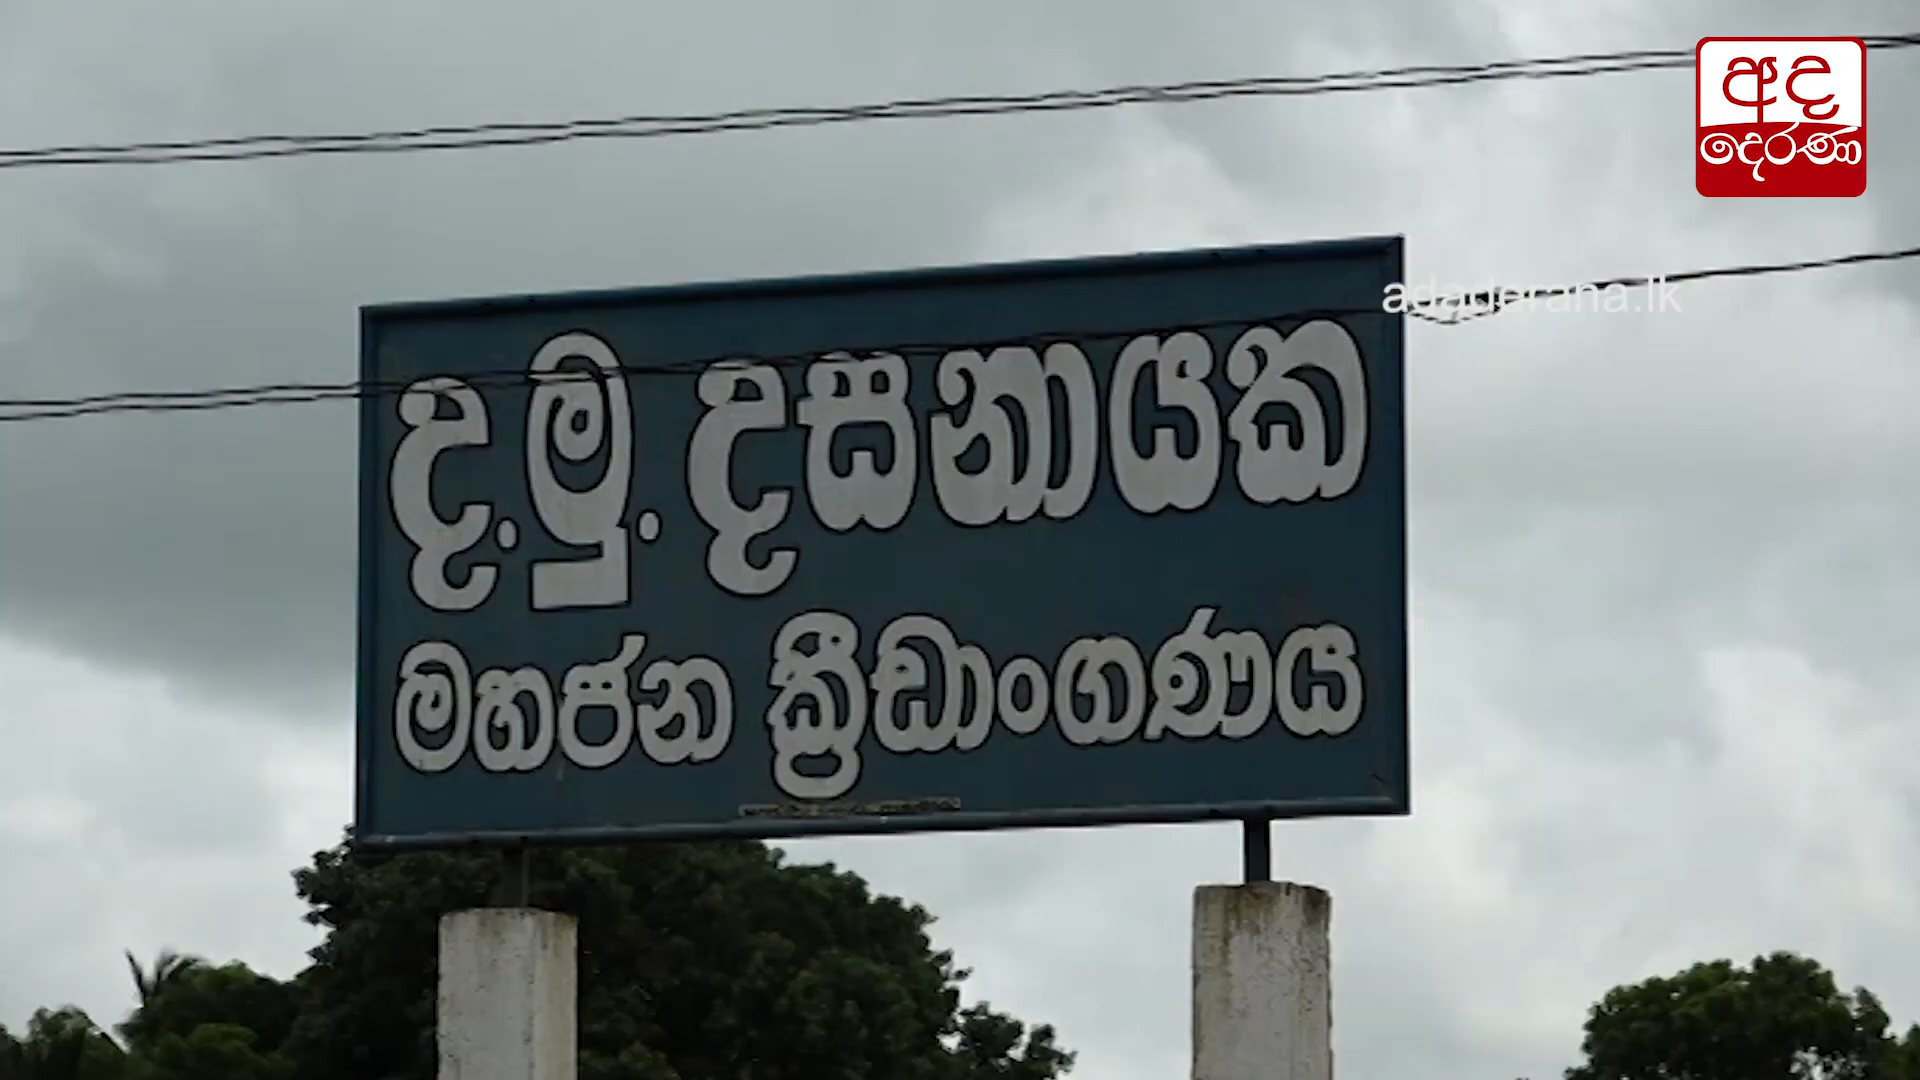 අද
දෙරණ
adaderana.lk
ද.මු. දසනායක
මහජන ක්‍රීඩාංගණය